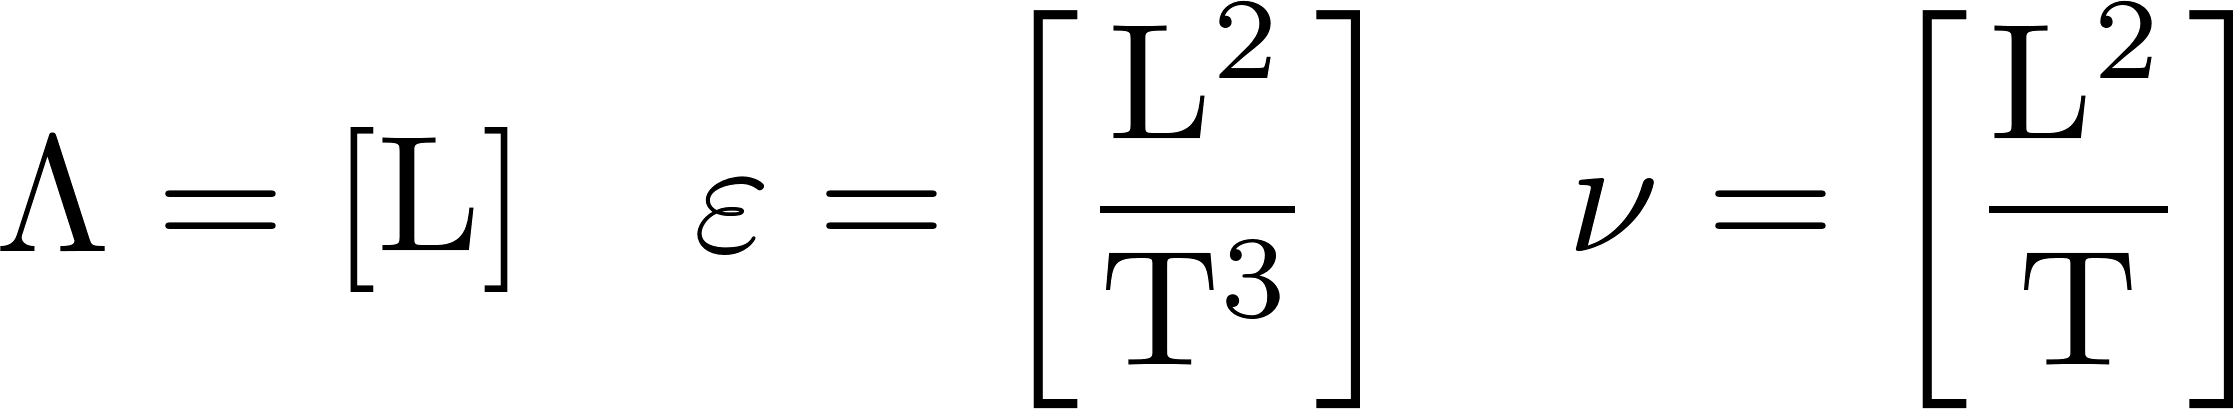 Λ = [L]   ε = [L²/T³]   ν = [L²/T]